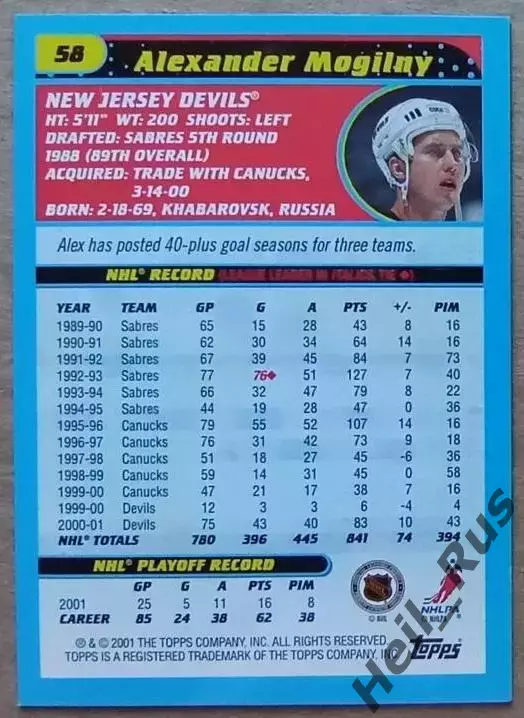 58 Alexander Mogilny
NEW JERSEY DEVILS®
HT: 5'11" WT: 200 SHOOTS: LEFT
DRAFTED: SABRES 5TH ROUND
1988 (89TH OVERALL)
ACQUIRED: TRADE WITH CANUCKS,
3-14-00
BORN: 2-18-69, KHABAROVSK, RUSSIA
Alex has posted 40-plus goal seasons for three teams.
NHL® RECORD (LEAGUE LEADER IN ITALICS, TIE ♦)
YEAR TEAM GP G A PTS +/- PIM
1989-90 Sabres 65 15 28 43 8 16
1990-91 Sabres 62 30 34 64 14 16
1991-92 Sabres 67 39 45 84 7 73
1992-93 Sabres 77 76♦ 51 127 7 40
1993-94 Sabres 66 32 47 79 8 22
1994-95 Sabres 44 19 28 47 0 36
1995-96 Canucks 79 55 52 107 14 16
1996-97 Canucks 76 31 42 73 9 18
1997-98 Canucks 51 18 27 45 -6 36
1998-99 Canucks 59 14 31 45 0 58
1999-00 Canucks 47 21 17 38 7 16
1999-00 Devils 12 3 3 6 -4 4
2000-01 Devils 75 43 40 83 10 43
NHL® TOTALS 780 396 445 841 74 394
NHL® PLAYOFF RECORD
GP G A PTS PIM
2001 25 5 11 16 8
CAREER 85 24 38 62 38
NHL
© NHL
NHLPA
© NHLPA
® & © 2001 THE TOPPS COMPANY, INC. ALL RIGHTS RESERVED.
TOPPS IS A REGISTERED TRADEMARK OF THE TOPPS COMPANY, INC.
Topps
Heli_Rus